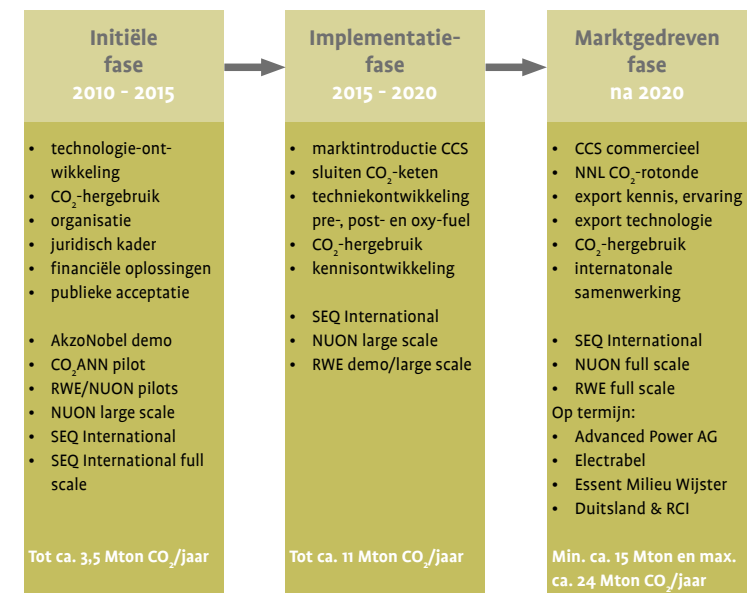 Initiële
fase
2010 - 2015
• technologie-ont-
wikkeling
• CO₂-hergebruik
• organisatie
• juridisch kader
• financiële oplossingen
• publieke acceptatie
• AkzoNobel demo
• CO₂ANN pilot
• RWE/NUON pilots
• NUON large scale
• SEQ International
• SEQ International full
scale
Tot ca. 3,5 Mton CO₂/jaar
Implementatie-
fase
2015 - 2020
• marktintroductie CCS
• sluiten CO₂-keten
• techniekontwikkeling
pre-, post- en oxy-fuel
• CO₂-hergebruik
• kennisontwikkeling
• SEQ International
• NUON large scale
• RWE demo/large scale
Tot ca. 11 Mton CO₂/jaar
Marktgedreven
fase
na 2020
• CCS commercieel
• NNL CO₂-rotonde
• export kennis, ervaring
• export technologie
• CO₂-hergebruik
• internatonale
samenwerking
• SEQ International
• NUON full scale
• RWE full scale
Op termijn:
• Advanced Power AG
• Electrabel
• Essent Milieu Wijster
• Duitsland & RCI
Min. ca. 15 Mton en max.
ca. 24 Mton CO₂/jaar